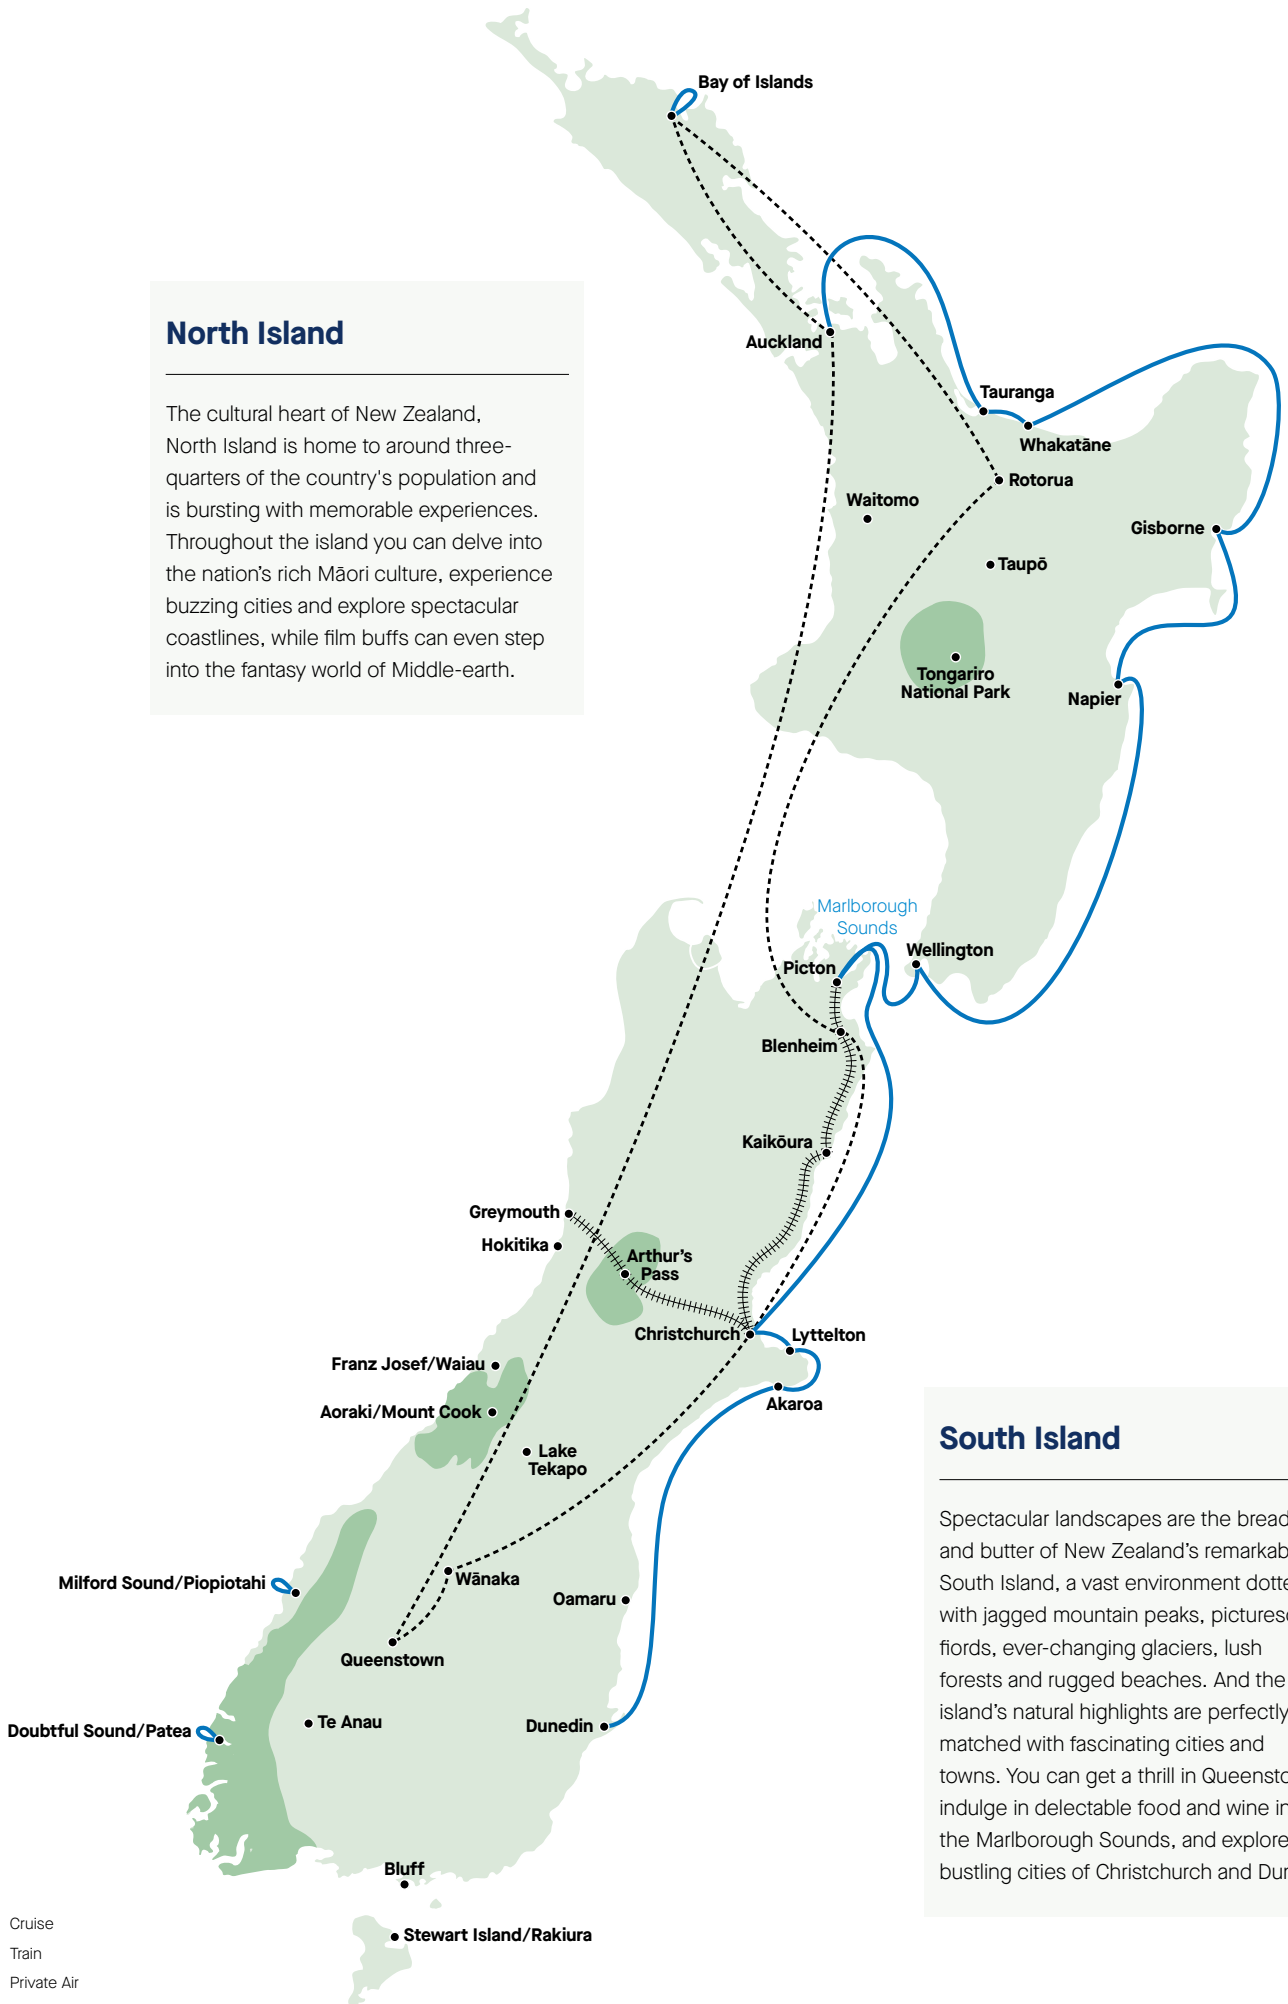 Bay of Islands
North Island
Auckland
The cultural heart of New Zealand,
North Island is home to around three-
quarters of the country's population and
is bursting with memorable experiences.
Throughout the island you can delve into
the nation's rich Māori culture, experience
buzzing cities and explore spectacular
coastlines, while film buffs can even step
into the fantasy world of Middle-earth.
Tauranga
Whakatāne
Rotorua
Waitomo
Gisborne
Taupō
Tongariro
National Park
Napier
Marlborough
Sounds
Wellington
Picton
Blenheim
Kaikōura
Greymouth
Hokitika
Arthur's
Pass
Christchurch
Lyttelton
Franz Josef/Waiau
Akaroa
Aoraki/Mount Cook
Lake
Tekapo
South Island
Spectacular landscapes are the bread
and butter of New Zealand's
South Island, a vast environment
with jagged mountain peaks,
fiords, ever-changing glaciers, lush
forests and rugged beaches. And the
island's natural highlights are perfectly
matched with fascinating cities and
towns. You can get a thrill in
indulge in delectable food and wine in
the Marlborough Sounds, and explore
bustling cities of Christchurch and
Milford Sound/Piopiotahi
Wānaka
Oamaru
Queenstown
Doubtful Sound/Patea
Te Anau
Dunedin
Bluff
Stewart Island/Rakiura
Cruise
Train
Private Air